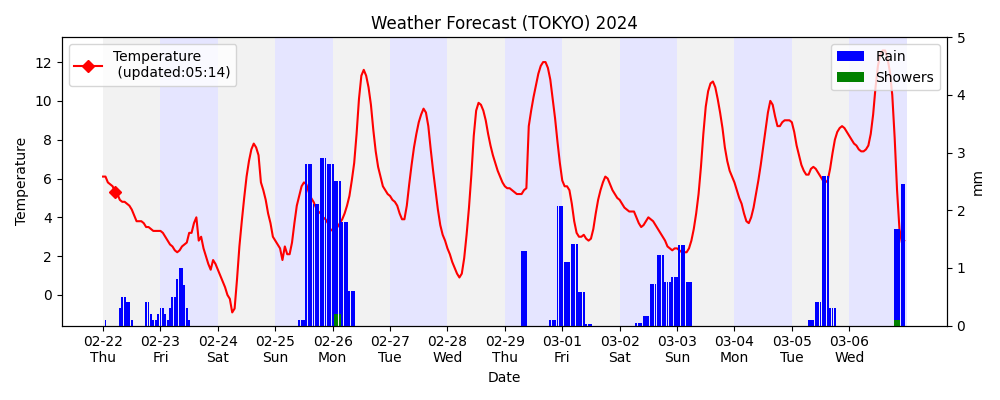 Weather Forecast (TOKYO) 2024
Temperature
(updated:05:14)
Rain
Showers
12
10
8
6
4
2
0
Temperature
5
4
3
2
1
0
mm
02-22 02-23 02-24 02-25 02-26 02-27 02-28 02-29 03-01 03-02 03-03 03-04 03-05 03-06
Thu Fri Sat Sun Mon Tue Wed Thu Fri Sat Sun Mon Tue Wed
Date